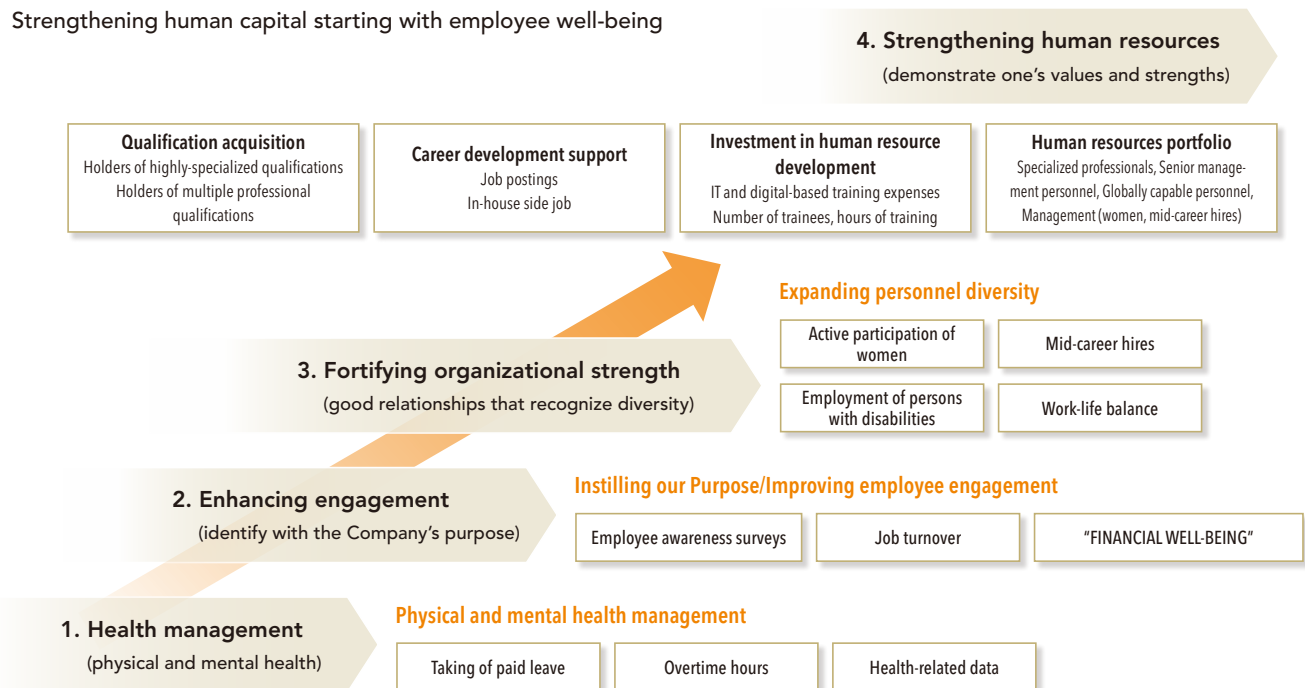 Strengthening human capital starting with employee well-being
4. Strengthening human resources
(demonstrate one's values and strengths)
Qualification acquisition
Holders of highly-specialized qualifications
Holders of multiple professional
qualifications
Career development support
Job postings
In-house side job
Investment in human resource
development
IT and digital-based training expenses
Number of trainees, hours of training
Human resources portfolio
Specialized professionals, Senior manage-
ment personnel, Globally capable personnel,
Management (women, mid-career hires)
Expanding personnel diversity
Active participation of
women
Mid-career hires
3. Fortifying organizational strength
(good relationships that recognize diversity)
Employment of persons
with disabilities
Work-life balance
2. Enhancing engagement
(identify with the Company's purpose)
Instilling our Purpose/Improving employee engagement
Employee awareness surveys
Job turnover
“FINANCIAL WELL-BEING”
1. Health management
(physical and mental health)
Physical and mental health management
Taking of paid leave
Overtime hours
Health-related data